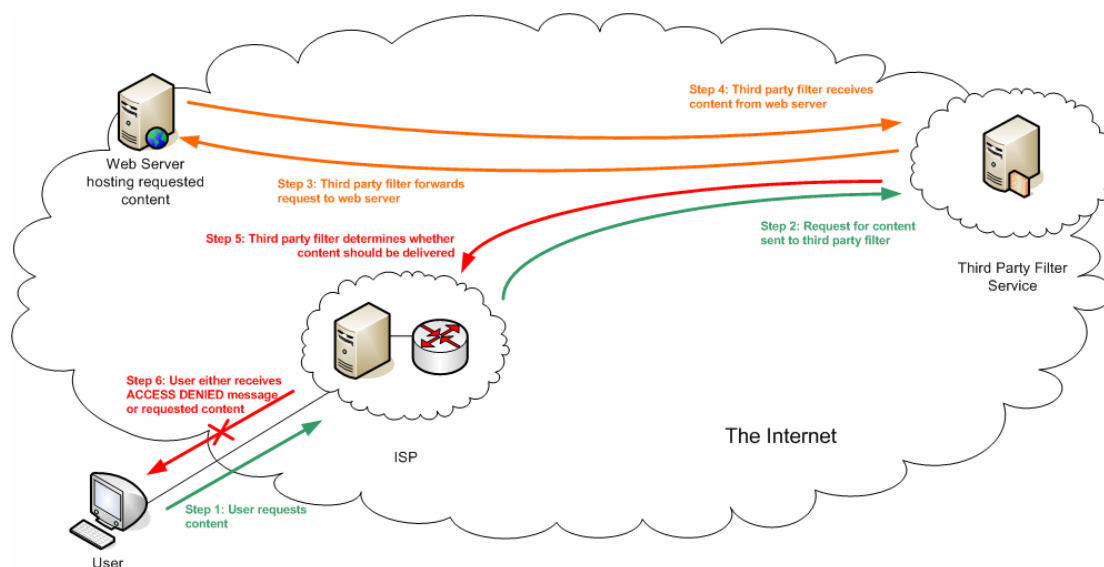 Step 4: Third party filter receives
content from web server
Web Server
hosting requested
content
Step 3: Third party filter forwards
request to web server
Step 2: Request for content
sent to third party filter
Step 5: Third party filter determines whether
content should be delivered
Third Party Filter
Service
Step 6: User either receives
ACCESS DENIED message
or requested content
The Internet
ISP
Step 1: User requests
content
User